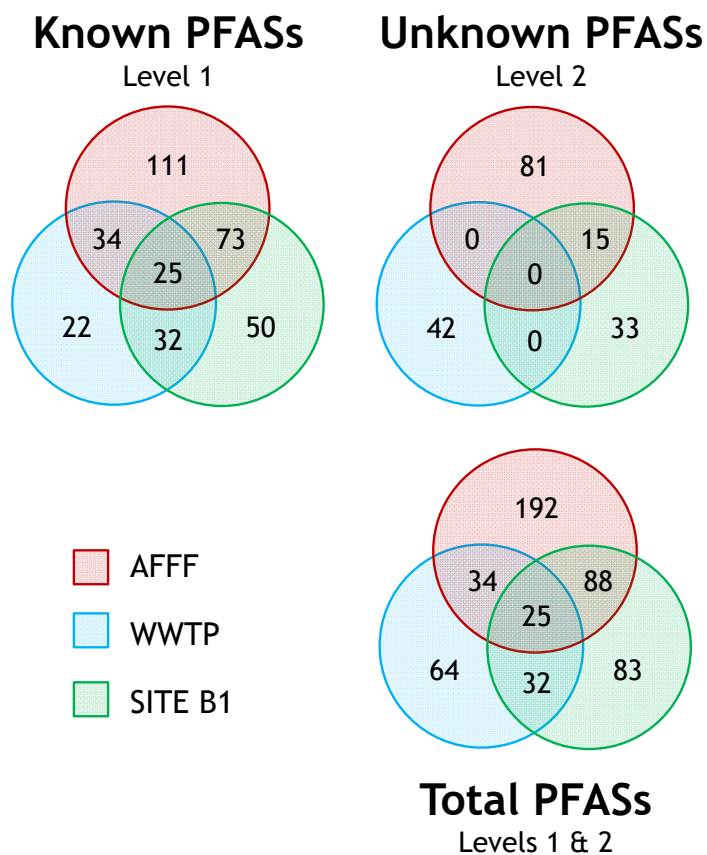 Known PFASs
Level 1
111
34
73
25
22
32
50
Unknown PFASs
Level 2
81
0
15
0
42
0
33
192
34
88
25
64
32
83
Total PFASs
Levels 1 & 2
AFFF
WWTP
SITE B1